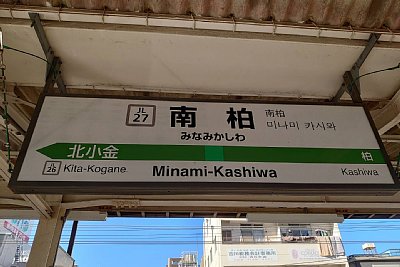 JL
27
南柏
みなみかしわ
南柏
미나미 카시와
北小金
柏
JL
26
Kita-Kogane
Minami-Kashiwa
Kashiwa